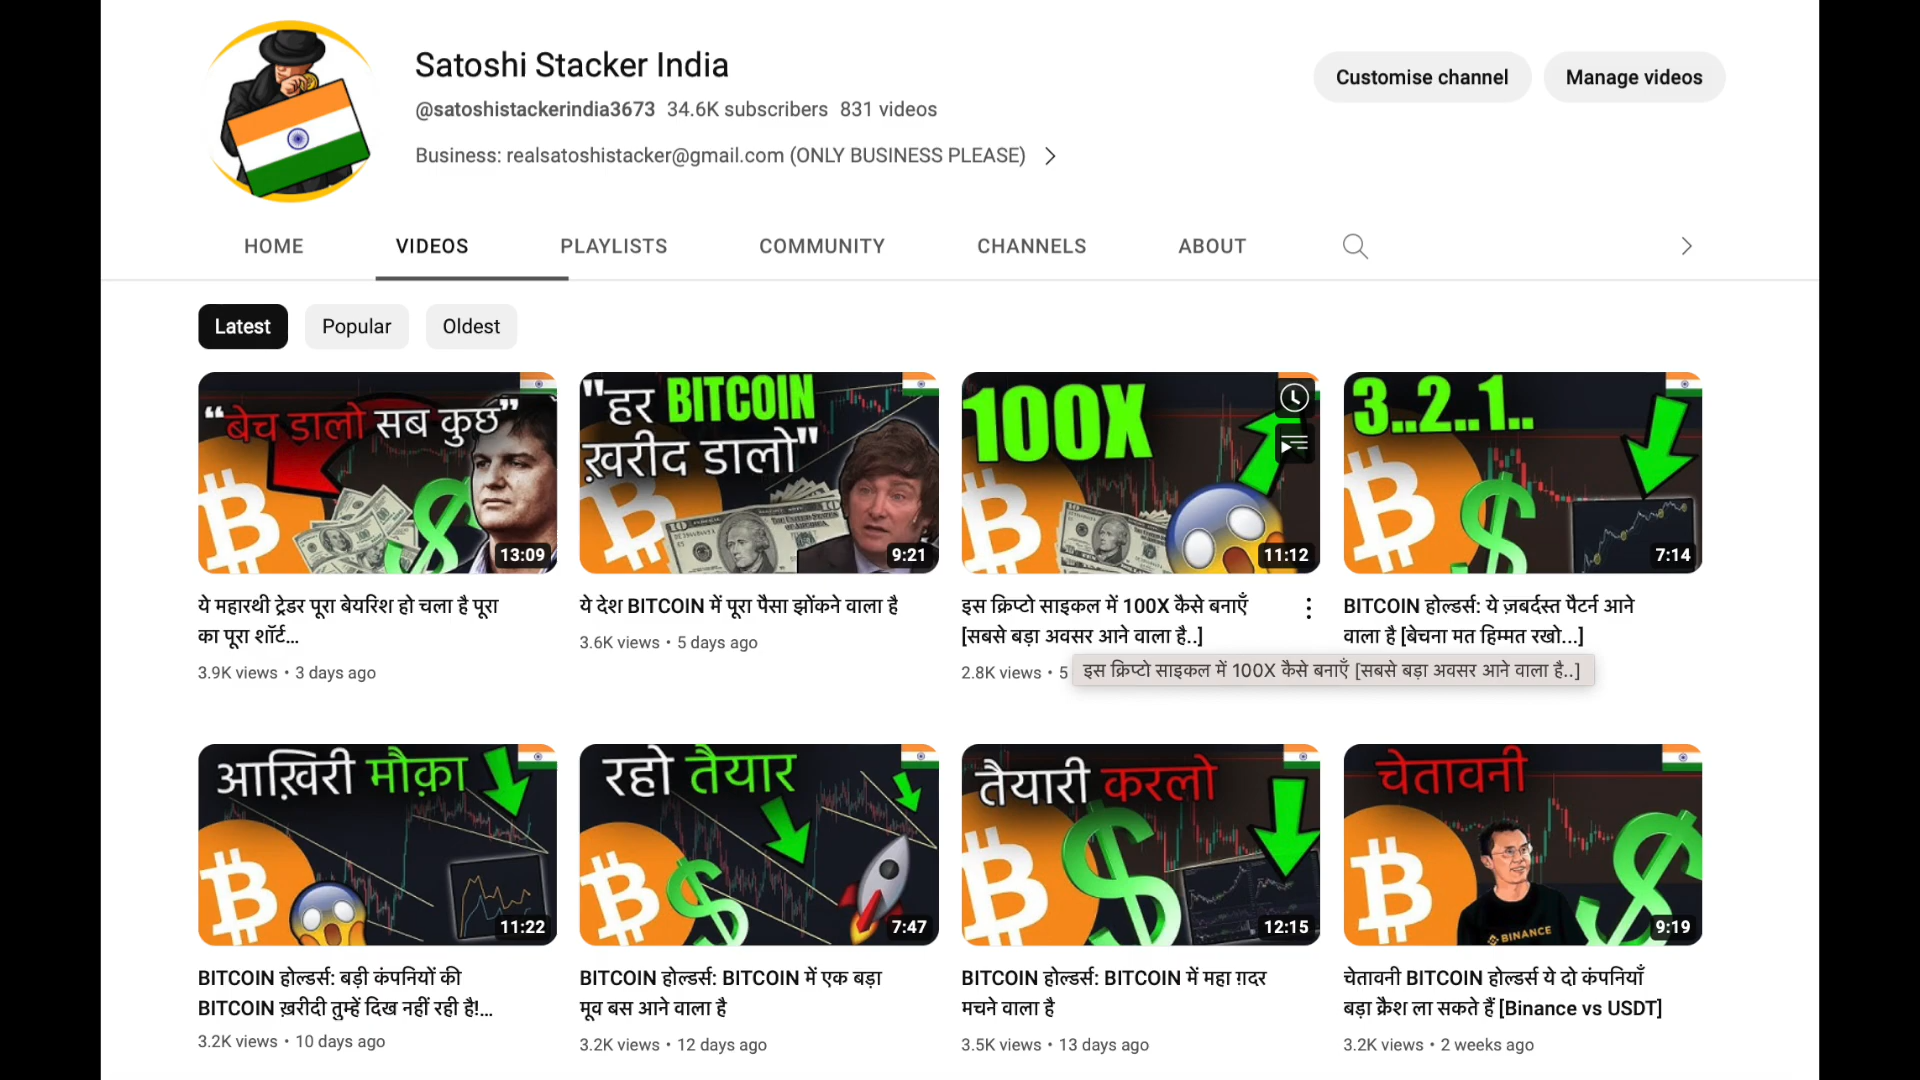 Satoshi Stacker India
@satoshistackerindia3673 34.6K subscribers 831 videos
Business: realsatoshistacker@gmail.com (ONLY BUSINESS PLEASE)
Customise channel
Manage videos
HOME
VIDEOS
PLAYLISTS
COMMUNITY
CHANNELS
ABOUT
Latest
Popular
Oldest
“बेच डालो सब कुछ”
13:09
ये महारथी ट्रेडर पूरा बेयरिश हो चला है पूरा
का पूरा शॉर्ट...
3.9K views • 3 days ago
"हर BITCOIN
ख़रीद डालो"
9:21
ये देश BITCOIN में पूरा पैसा झोंकने वाला है
3.6K views • 5 days ago
100X
11:12
इस क्रिप्टो साइकल में 100X कैसे बनाएँ
[सबसे बड़ा अवसर आने वाला है..]
2.8K views • 5
इस क्रिप्टो साइकल में 100X कैसे बनाएँ [सबसे बड़ा अवसर आने वाला है..]
3..2..1..
7:14
BITCOIN होल्डर्स: ये ज़बर्दस्त पैटर्न आने
वाला है [बेचना मत हिम्मत रखो...]
आख़िरी मौक़ा
11:22
BITCOIN होल्डर्स: बड़ी कंपनियों की
BITCOIN ख़रीदी तुम्हें दिख नहीं रही है!...
3.2K views • 10 days ago
रहो तैयार
7:47
BITCOIN होल्डर्स: BITCOIN में एक बड़ा
मूव बस आने वाला है
3.2K views • 12 days ago
तैयारी करलो
12:15
BITCOIN होल्डर्स: BITCOIN में महा ग़दर
मचने वाला है
3.5K views • 13 days ago
चेतावनी
BINANCE
9:19
चेतावनी BITCOIN होल्डर्स ये दो कंपनियाँ
बड़ा क्रैश ला सकते हैं [Binance vs USDT]
3.2K views • 2 weeks ago